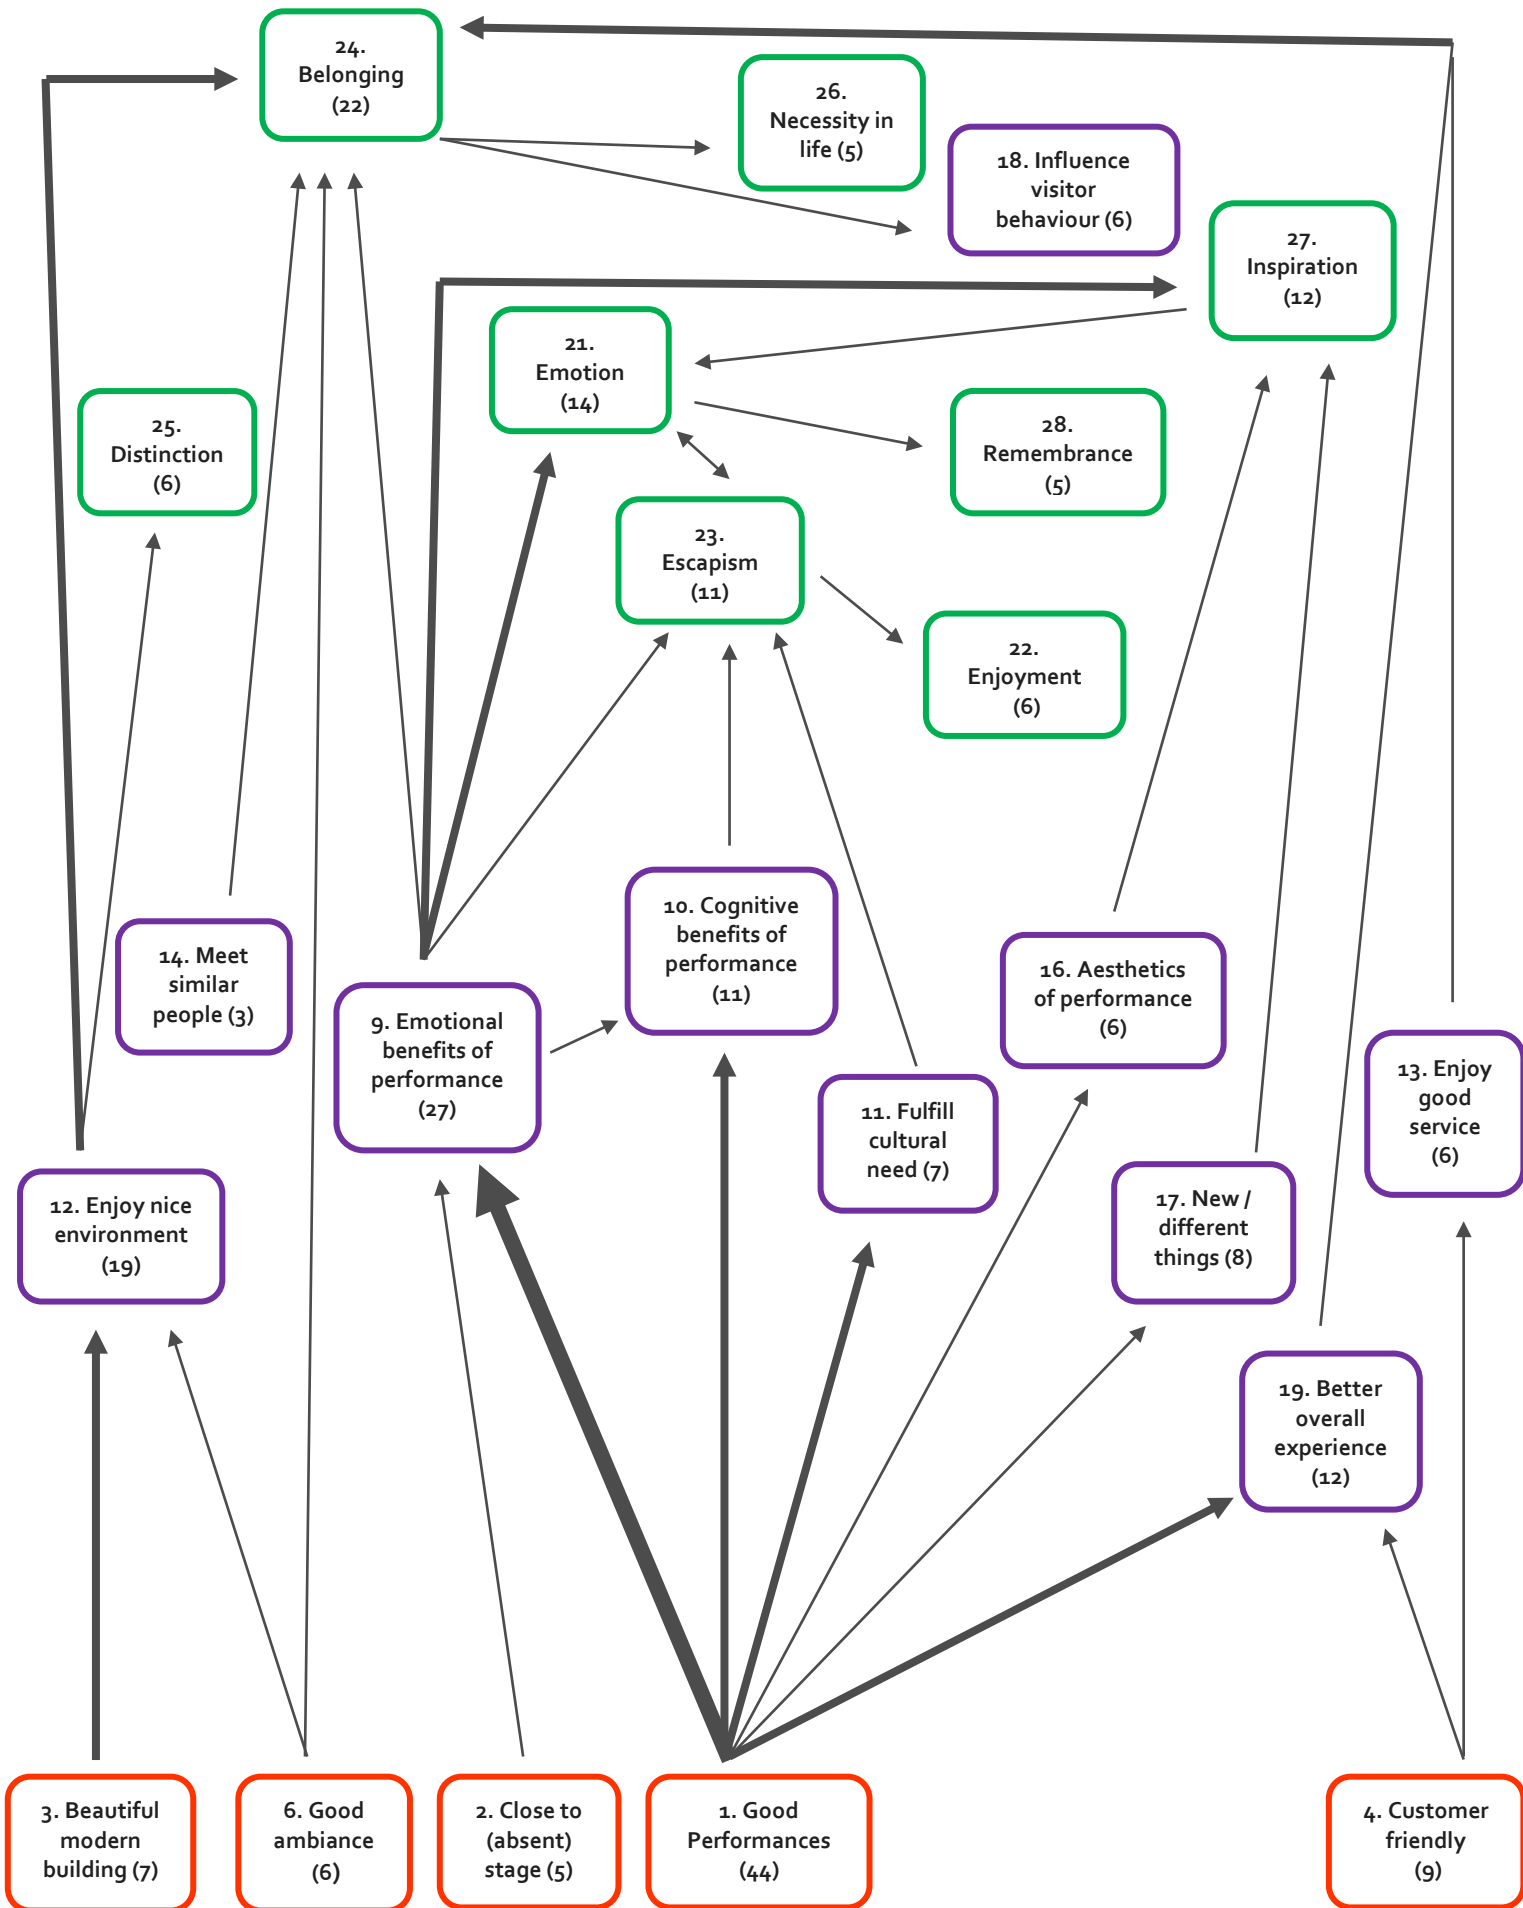 24.
Belonging
(22)
26.
Necessity in
life (5)
18. Influence
visitor
behaviour (6)
27.
Inspiration
(12)
21.
Emotion
(14)
25.
Distinction
(6)
28.
Remembrance
(5)
23.
Escapism
(11)
22.
Enjoyment
(6)
14. Meet
similar
people (3)
9. Emotional
benefits of
performance
(27)
10. Cognitive
benefits of
performance
(11)
11. Fulfill
cultural
need (7)
16. Aesthetics
of performance
(6)
13. Enjoy
good
service
(6)
12. Enjoy nice
environment
(19)
17. New /
different
things (8)
19. Better
overall
experience
(12)
3. Beautiful
modern
building (7)
6. Good
ambiance
(6)
2. Close to
(absent)
stage (5)
1. Good
Performances
(44)
4. Customer
friendly
(9)